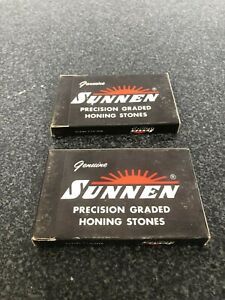 Genuine
SUNNEN®
PRECISION GRADED
HONING STONES
Genuine
SUNNEN®
PRECISION GRADED
HONING STONES